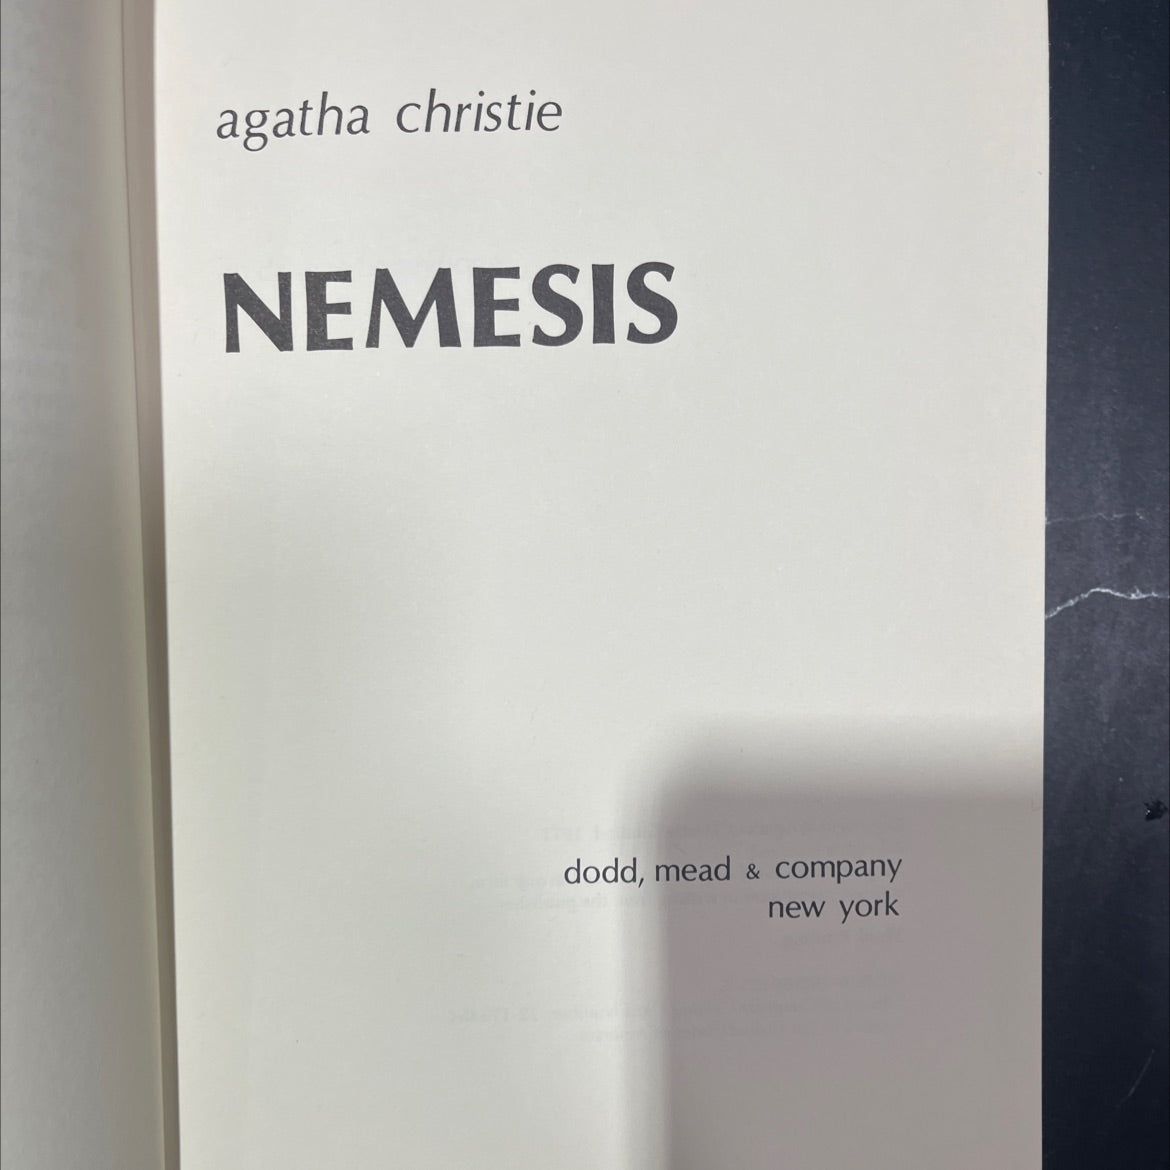 agatha christie
NEMESIS
dodd, mead & company
new york